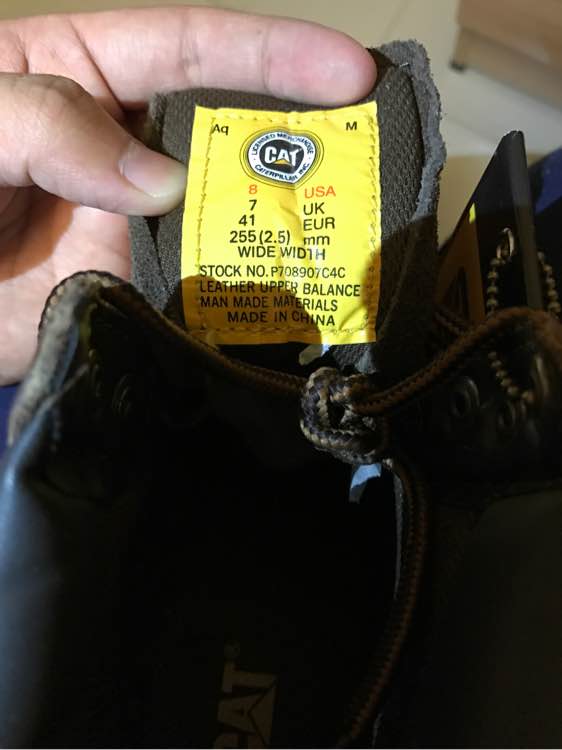 Aq M
LICENSED MERCHANDISE
CAT
CATERPILLAR INC.
8 USA
7 UK
41 EUR
255(2.5) mm
WIDE WIDTH
STOCK NO.P708907C4C
LEATHER UPPER BALANCE
MAN MADE MATERIALS
MADE IN CHINA
CAT®